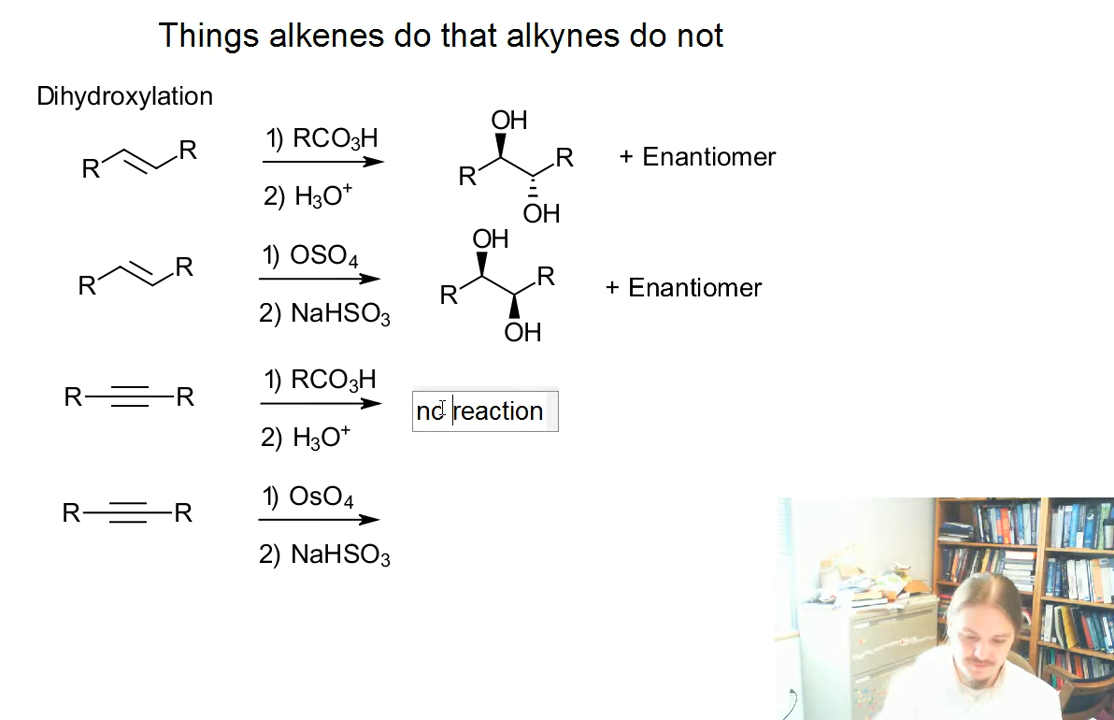 Things alkenes do that alkynes do not
Dihydroxylation
R R 1) RCO₃H 2) H₃O⁺ OH R R OH + Enantiomer
R R 1) OSO₄ 2) NaHSO₃ OH R R OH + Enantiomer
R R 1) RCO₃H 2) H₃O⁺ no reaction
R R 1) OsO₄ 2) NaHSO₃